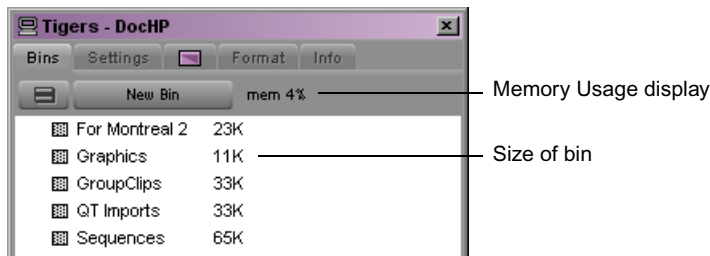 Tigers - DocHP
Bins Settings Format Info
New Bin mem 4% Memory Usage display
For Montreal 2 23K
Graphics 11K Size of bin
GroupClips 33K
QT Imports 33K
Sequences 65K